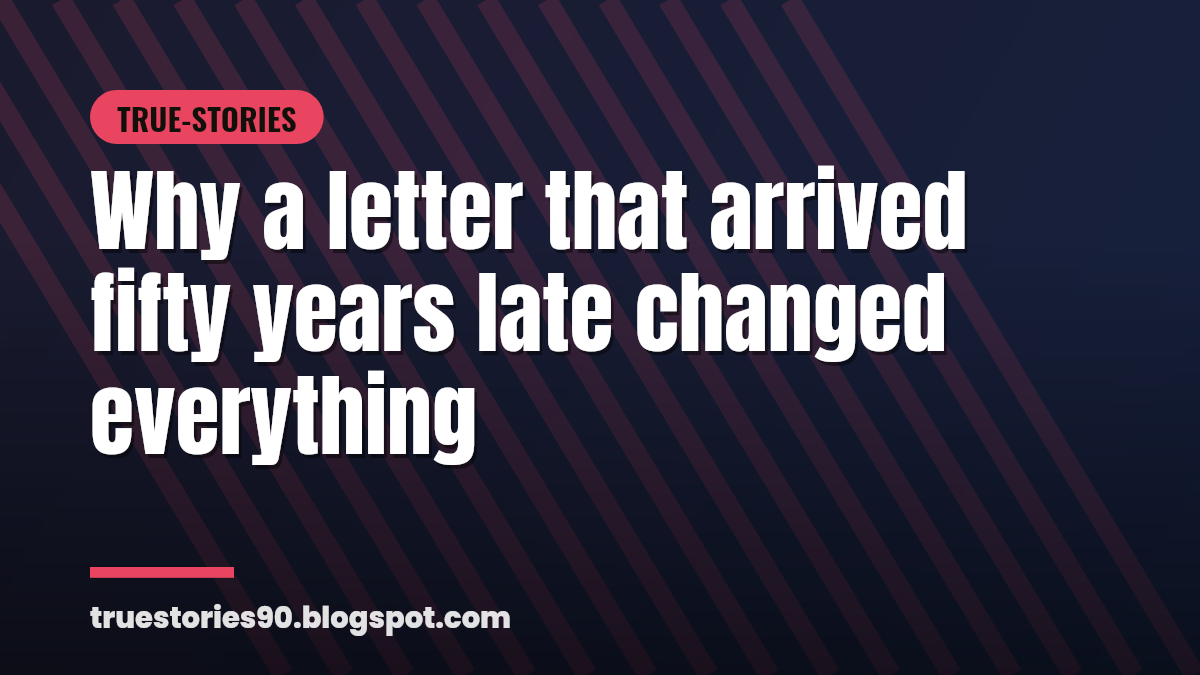 TRUE-STORIES
Why a letter that arrived
fifty years late changed
everything
truestories90.blogspot.com